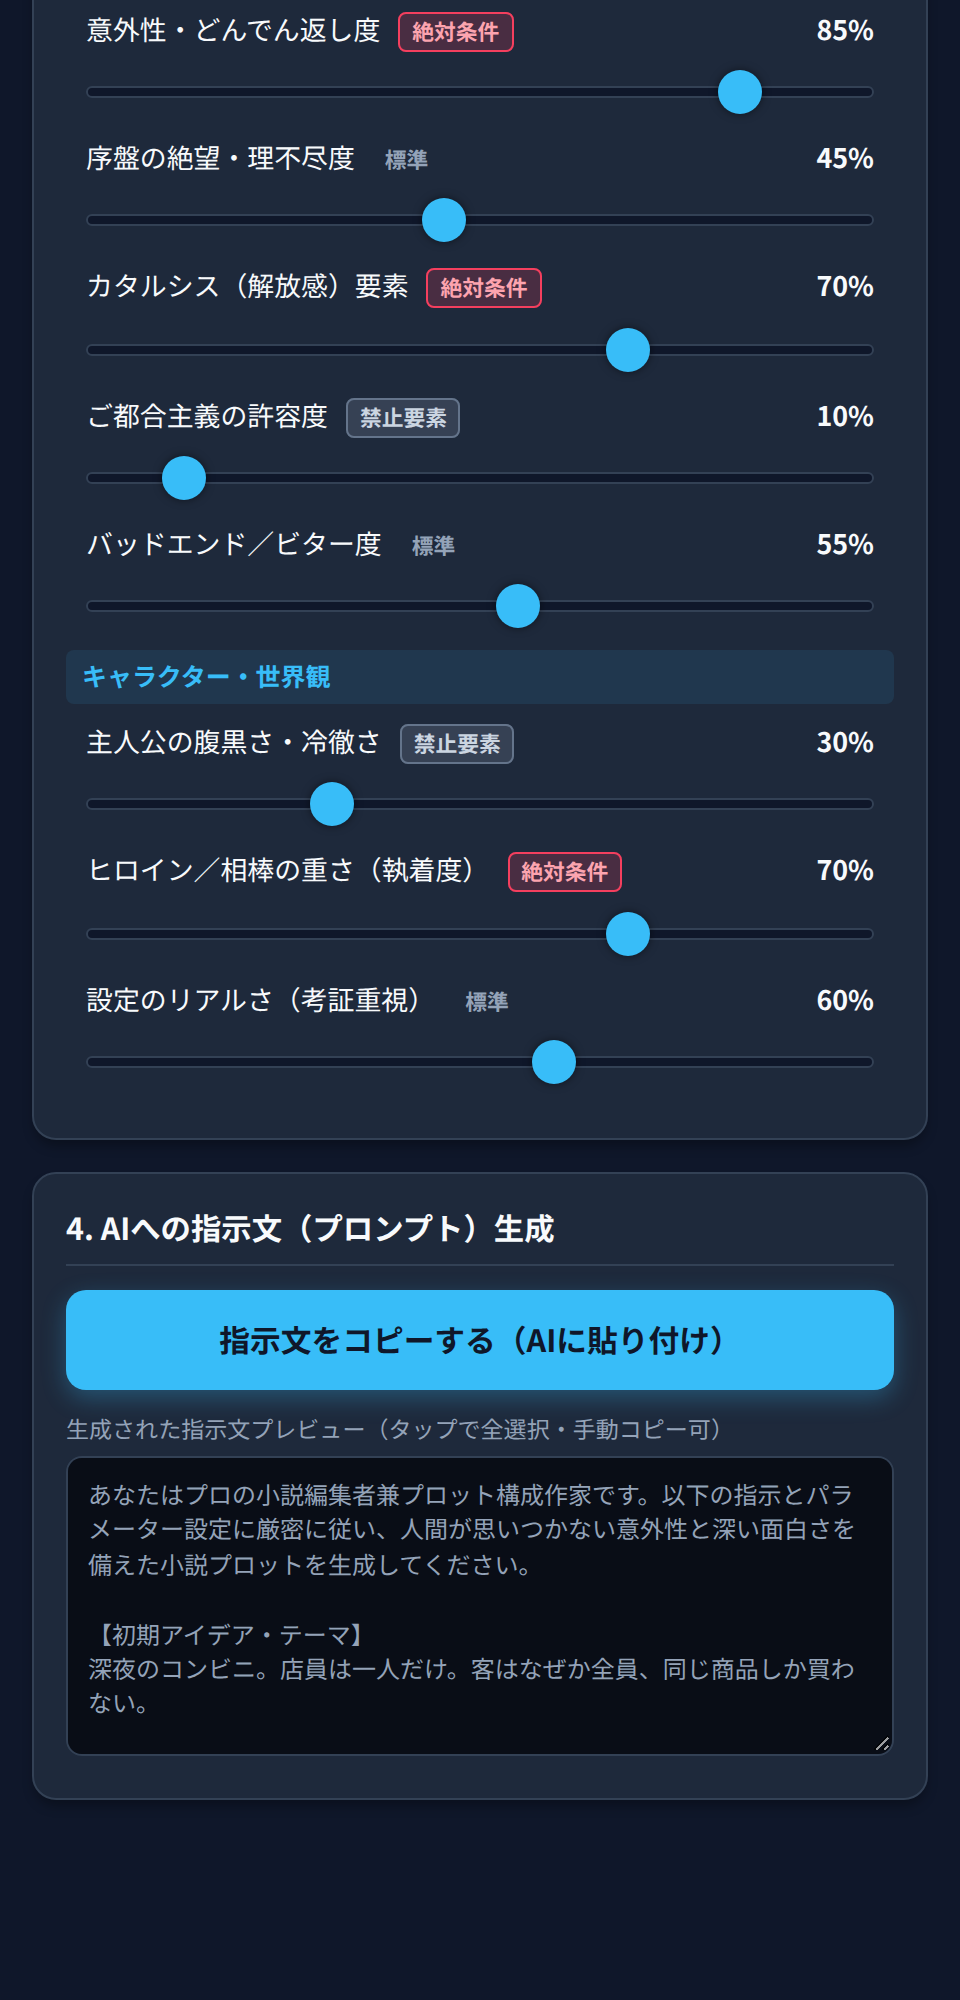 意外性・どんでん返し度 絶対条件 85%
序盤の絶望・理不尽度 標準 45%
カタルシス（解放感）要素 絶対条件 70%
ご都合主義の許容度 禁止要素 10%
バッドエンド／ビター度 標準 55%
キャラクター・世界観
主人公の腹黒さ・冷徹さ 禁止要素 30%
ヒロイン／相棒の重さ（執着度） 絶対条件 70%
設定のリアルさ（考証重視） 標準 60%
4. AIへの指示文（プロンプト）生成
指示文をコピーする（AIに貼り付け）
生成された指示文プレビュー（タップで全選択・手動コピー可）
あなたはプロの小説編集者兼プロット構成作家です。以下の指示とパラ
メーター設定に厳密に従い、人間が思いつかない意外性と深い面白さを
備えた小説プロットを生成してください。
【初期アイデア・テーマ】
深夜のコンビニ。店員は一人だけ。客はなぜか全員、同じ商品しか買わ
ない。